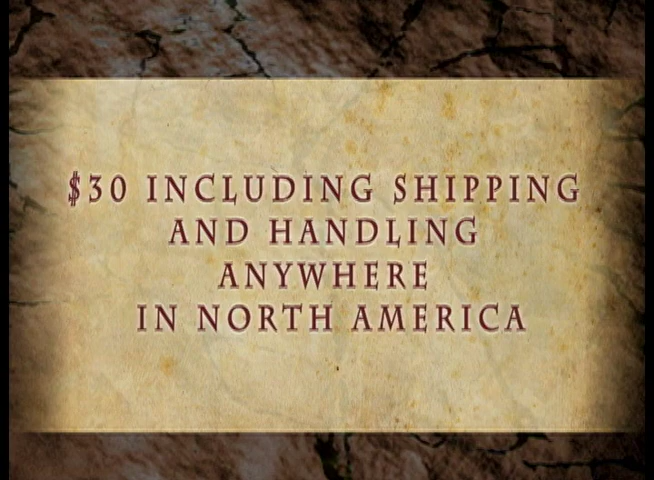 $30 INCLUDING SHIPPING
AND HANDLING
ANYWHERE
IN NORTH AMERICA